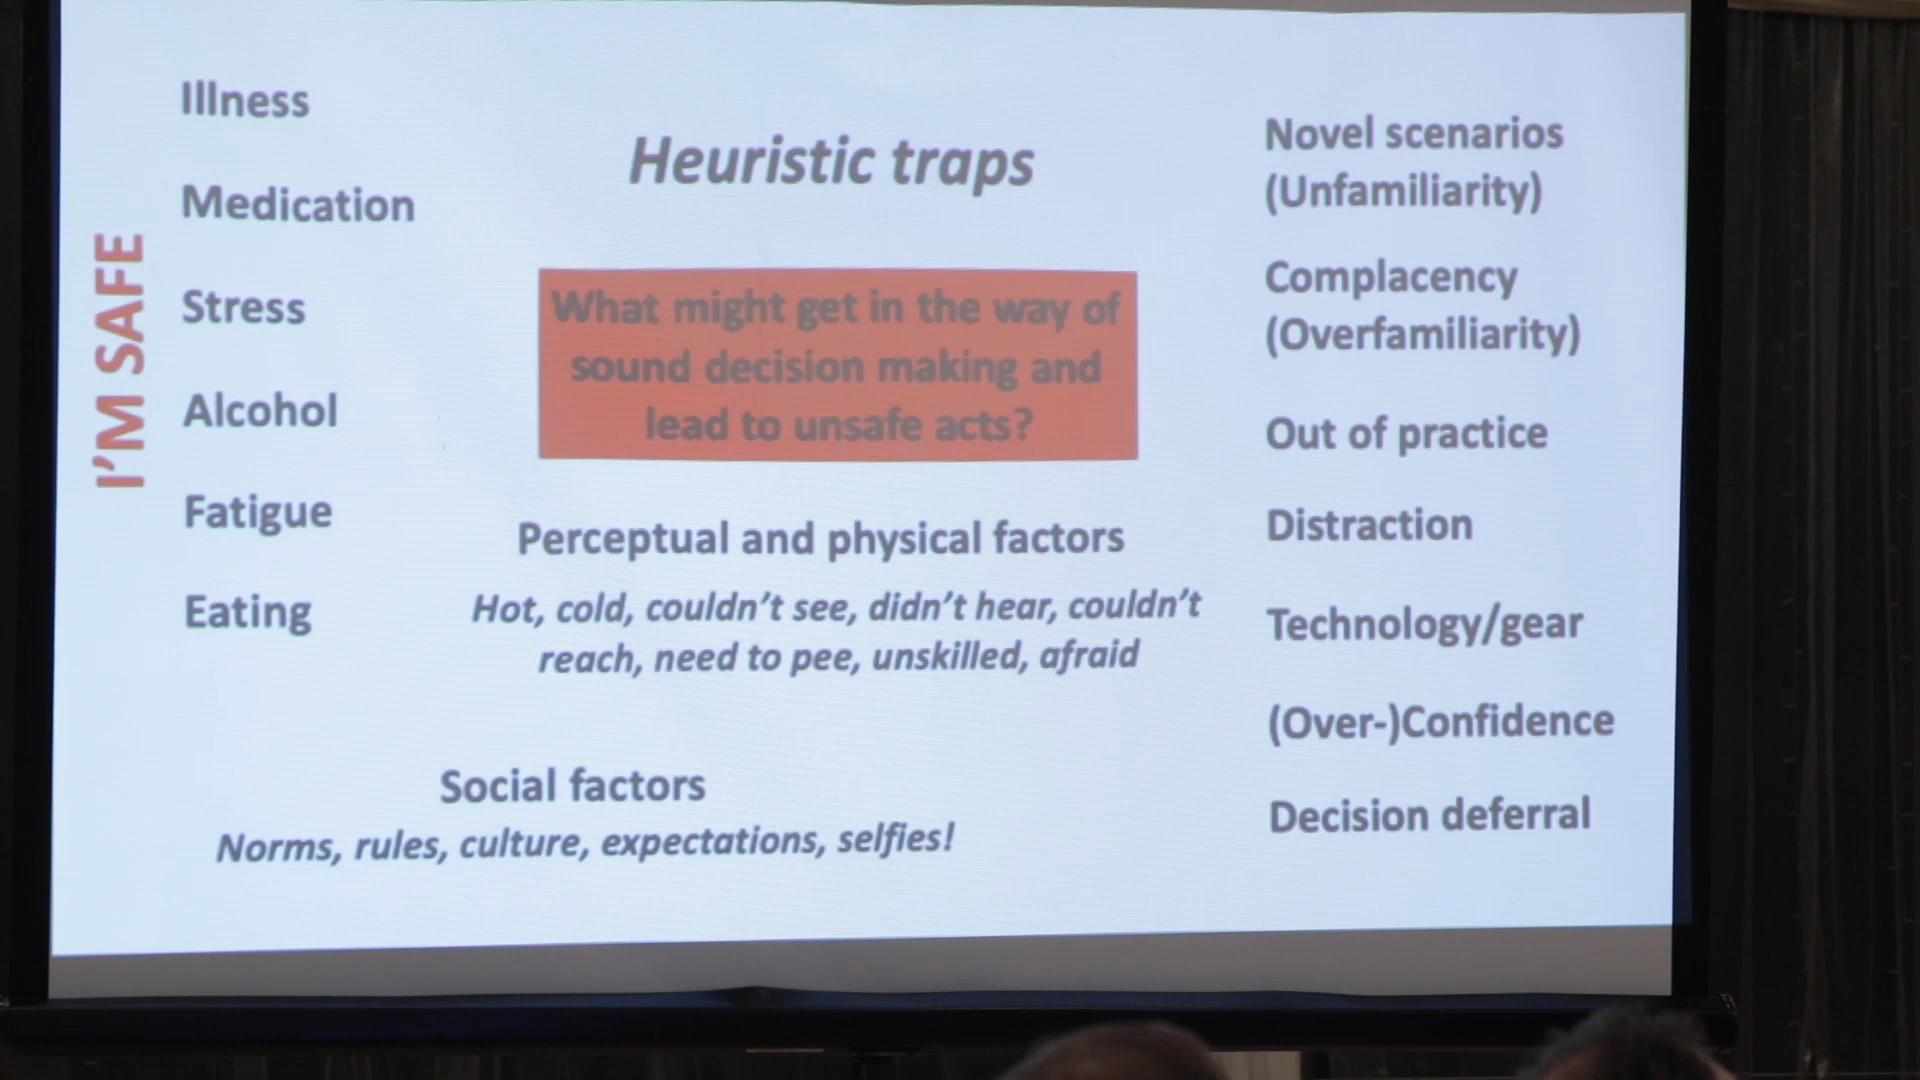 I'M SAFE
Illness
Medication
Stress
Alcohol
Fatigue
Eating
Heuristic traps
What might get in the way of
sound decision making and
lead to unsafe acts?
Perceptual and physical factors
Hot, cold, couldn't see, didn't hear, couldn't
reach, need to pee, unskilled, afraid
Social factors
Norms, rules, culture, expectations, selfies!
Novel scenarios
(Unfamiliarity)
Complacency
(Overfamiliarity)
Out of practice
Distraction
Technology/gear
(Over-)Confidence
Decision deferral